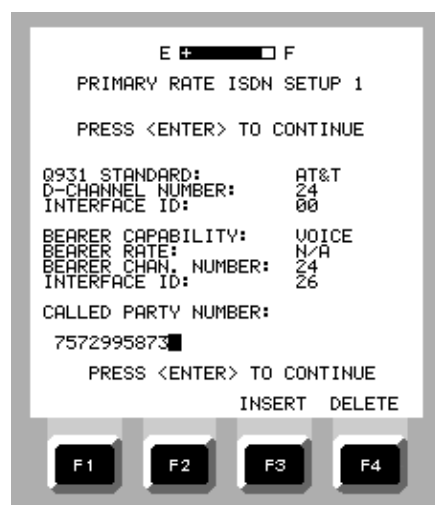 E + F
PRIMARY RATE ISDN SETUP 1
PRESS <ENTER> TO CONTINUE
Q931 STANDARD: AT&T
D-CHANNEL NUMBER: 24
INTERFACE ID: 00
BEARER CAPABILITY: VOICE
BEARER RATE: N/A
BEARER CHAN. NUMBER: 24
INTERFACE ID: 26
CALLED PARTY NUMBER:
7572995873
PRESS <ENTER> TO CONTINUE
INSERT DELETE
F1 F2 F3 F4